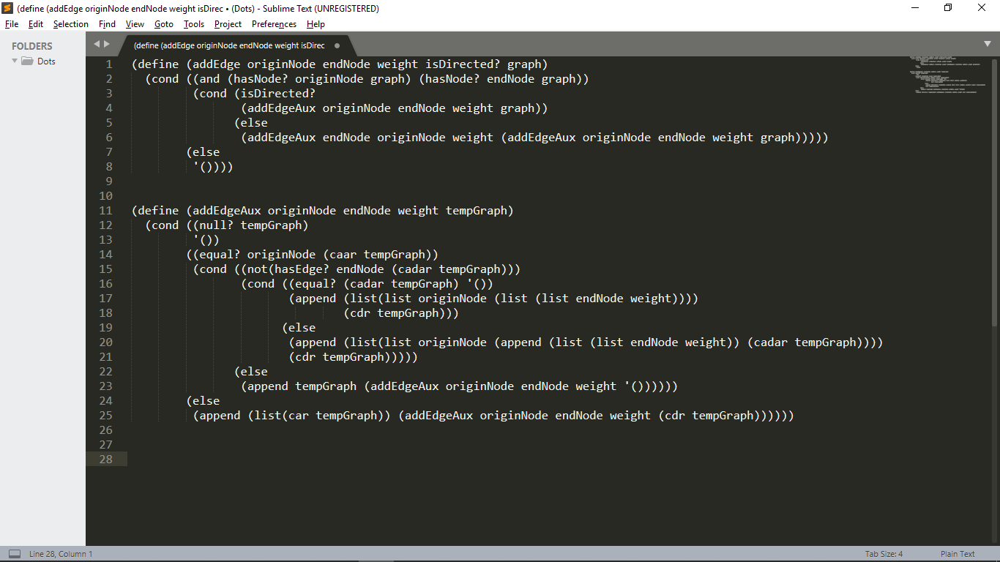 (define (addEdge originNode endNode weight isDirec • (Dots) - Sublime Text (UNREGISTERED)
File Edit Selection Find View Goto Tools Project Preferences Help
FOLDERS
Dots
(define (addEdge originNode endNode weight isDirec
1 (define (addEdge originNode endNode weight isDirected? graph)
2 (cond ((and (hasNode? originNode graph) (hasNode? endNode graph))
3 (cond (isDirected?
4 (addEdgeAux originNode endNode weight graph))
5 (else
6 (addEdgeAux endNode originNode weight (addEdgeAux originNode endNode weight graph)))))
7 (else
8 '())))
9
10
11 (define (addEdgeAux originNode endNode weight tempGraph)
12 (cond ((null? tempGraph)
13 '())
14 ((equal? originNode (caar tempGraph))
15 (cond ((not(hasEdge? endNode (cadar tempGraph)))
16 (cond ((equal? (cadar tempGraph) '())
17 (append (list(list originNode (list (list endNode weight))))
18 (cdr tempGraph)))
19 (else
20 (append (list(list originNode (append (list (list endNode weight)) (cadar tempGraph))))
21 (cdr tempGraph)))))
22 (else
23 (append tempGraph (addEdgeAux originNode endNode weight '())))))
24 (else
25 (append (list(car tempGraph)) (addEdgeAux originNode endNode weight (cdr tempGraph))))))
26
27
28
Line 28, Column 1
Tab Size: 4
Plain Text